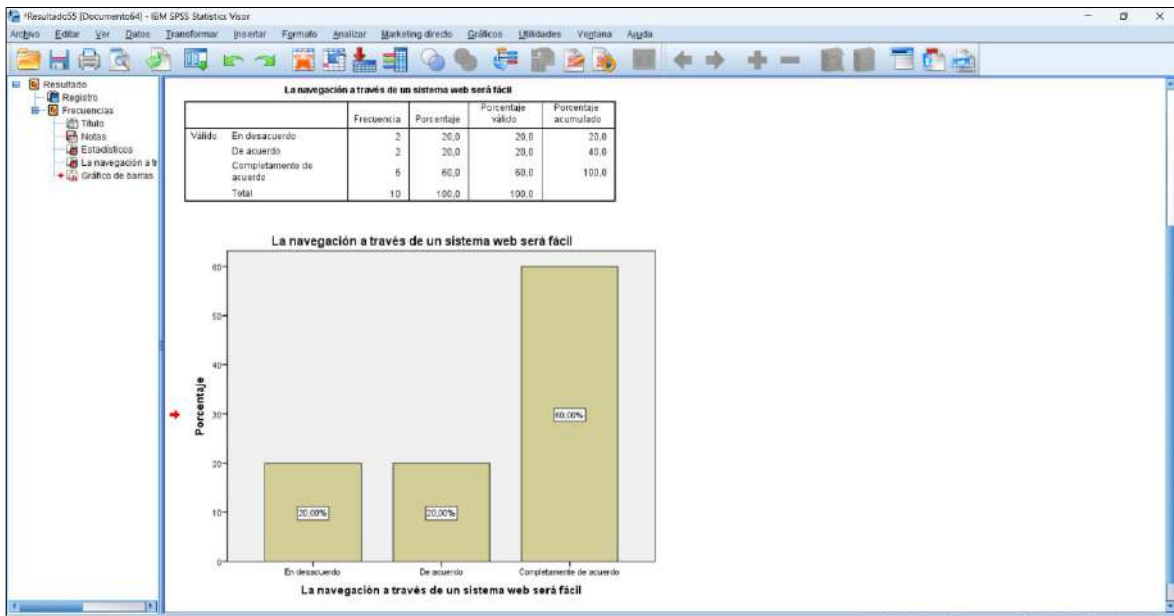 *Resultado55 [Documento64] - IBM SPSS Statistics Visor
Archivo Editar Ver Datos Transformar Insertar Formato Analizar Marketing directo Gráficos Utilidades Ventana Ayuda
Resultado
Registro
Frecuencias
Título
Notas
Estadísticos
La navegación a tr
Gráfico de barras
La navegación a través de un sistema web será fácil
Frecuencia Porcentaje Porcentaje válido Porcentaje acumulado
Válido En desacuerdo 2 20,0 20,0 20,0
De acuerdo 2 20,0 20,0 40,0
Completamente de acuerdo 6 60,0 60,0 100,0
Total 10 100,0 100,0
La navegación a través de un sistema web será fácil
Porcentaje
60
50
40
30
20
10
0
20,00%
20,00%
60,00%
En desacuerdo De acuerdo Completamente de acuerdo
La navegación a través de un sistema web será fácil